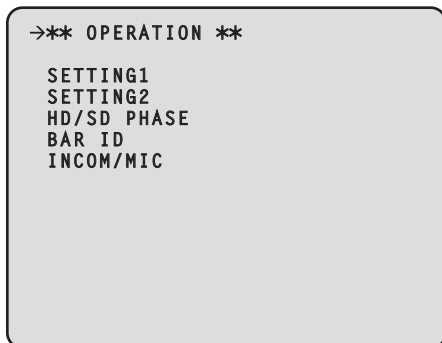 →** OPERATION **
SETTING1
SETTING2
HD/SD PHASE
BAR ID
INCOM/MIC